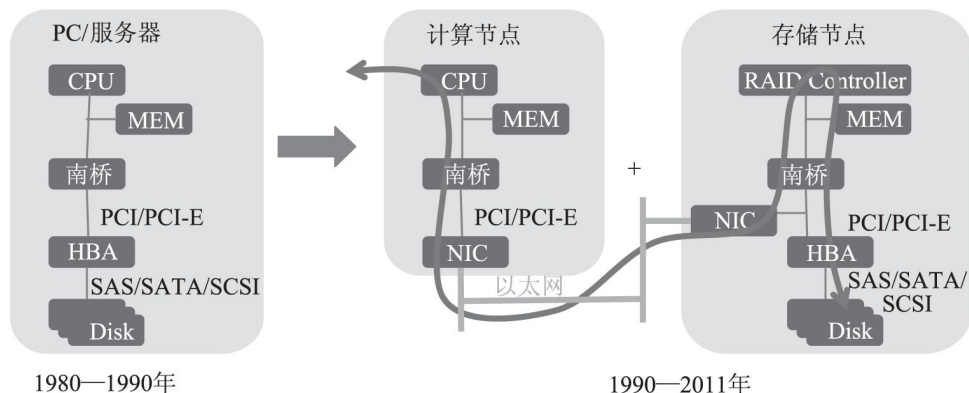 PC/服务器
CPU
MEM
南桥
PCI/PCI-E
HBA
SAS/SATA/SCSI
Disk
1980—1990年
计算节点
CPU
MEM
南桥
PCI/PCI-E
NIC
以太网
+
存储节点
RAID Controller
MEM
南桥
NIC
PCI/PCI-E
HBA
SAS/SATA/
SCSI
Disk
1990—2011年